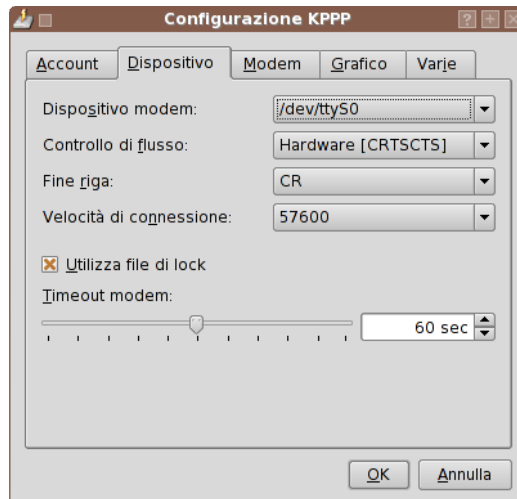 Configurazione KPPP
Account Dispositivo Modem Grafico Varie
Dispositivo modem: /dev/ttyS0
Controllo di flusso: Hardware [CRTSCTS]
Fine riga: CR
Velocità di connessione: 57600
Utilizza file di lock
Timeout modem:
60 sec
OK Annulla